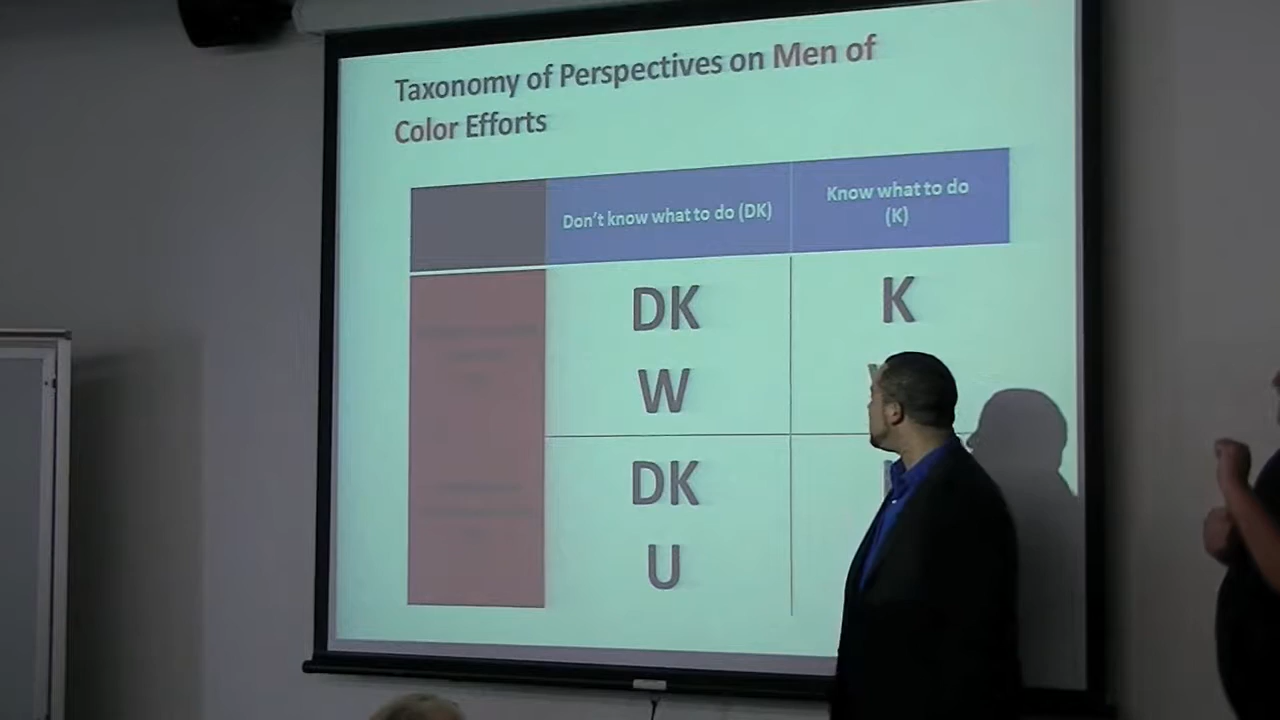 Taxonomy of Perspectives on Men of
Color Efforts
Don't know what to do (DK)
Know what to do
(K)
DK
K
W
DK
U